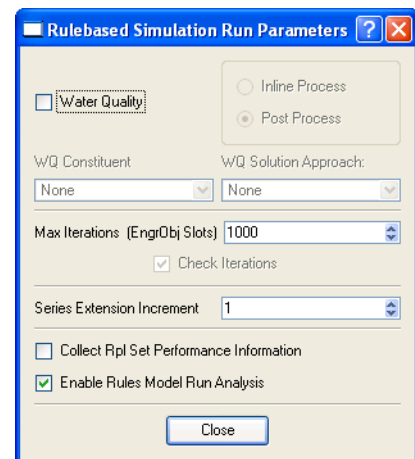 Rulebased Simulation Run Parameters
Water Quality
Inline Process
Post Process
WQ Constituent
WQ Solution Approach:
None
None
Max Iterations (EngrObj Slots) 1000
Check Iterations
Series Extension Increment 1
Collect Rpl Set Performance Information
Enable Rules Model Run Analysis
Close